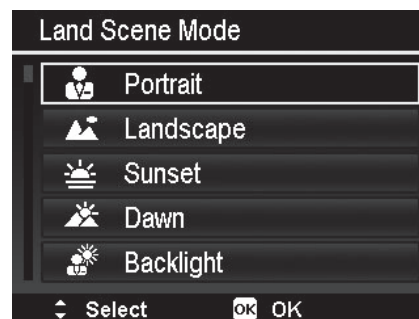 Land Scene Mode
Portrait
Landscape
Sunset
Dawn
Backlight
Select OK OK